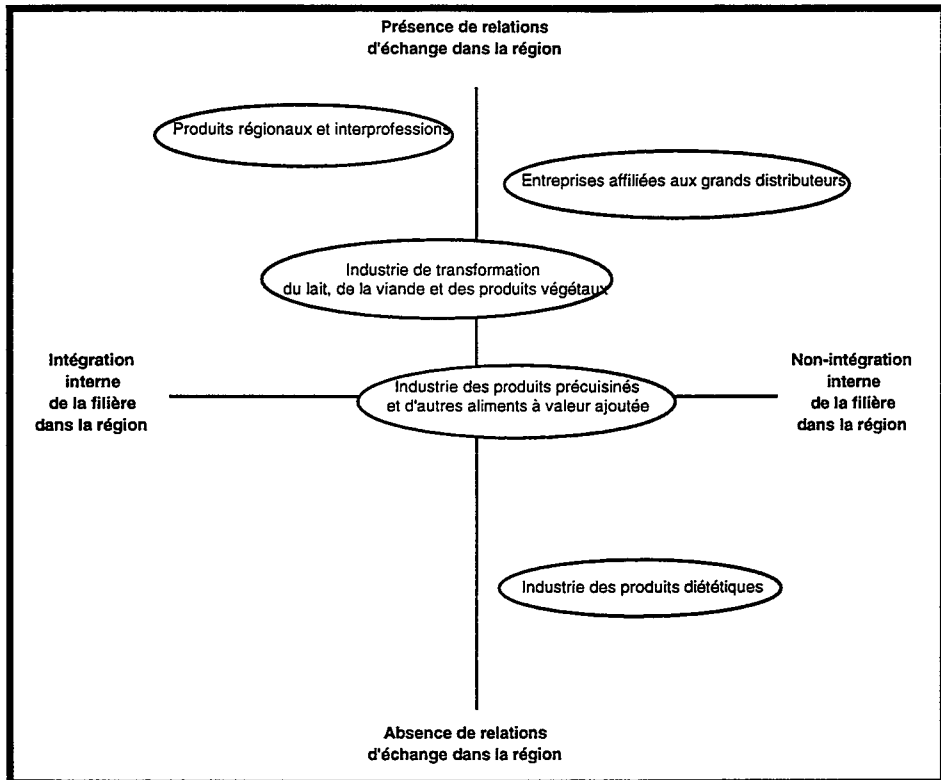 Présence de relations
d'échange dans la région
Produits régionaux et interprofessions
Entreprises affiliées aux grands distributeurs
Industrie de transformation
du lait, de la viande et des produits végétaux
Intégration
interne
de la filière
dans la région
Industrie des produits précuisinés
et d'autres aliments à valeur ajoutée
Non-intégration
interne
de la filière
dans la région
Industrie des produits diététiques
Absence de relations
d'échange dans la région